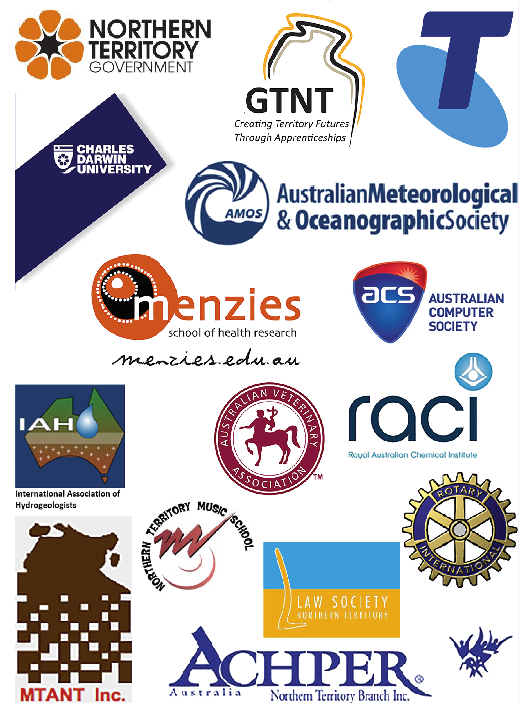 NORTHERN
TERRITORY
GOVERNMENT
GTNT
Creating Territory Futures
Through Apprenticeships
T
CHARLES
DARWIN
UNIVERSITY
AMOS
AustralianMeteorological
& OceanographicSociety
menzies
school of health research
menzies.edu.au
acs
AUSTRALIAN
COMPUTER
SOCIETY
IAH
International Association of
Hydrogeologists
AUSTRALIAN VETERINARY
ASSOCIATION
TM
raci
Royal Australian Chemical Institute
NORTHERN TERRITORY MUSIC SCHOOL
ROTARY
INTERNATIONAL
MTANT Inc.
LAW SOCIETY
NORTHERN TERRITORY
ACHPER®
Australia
Northern Territory Branch Inc.